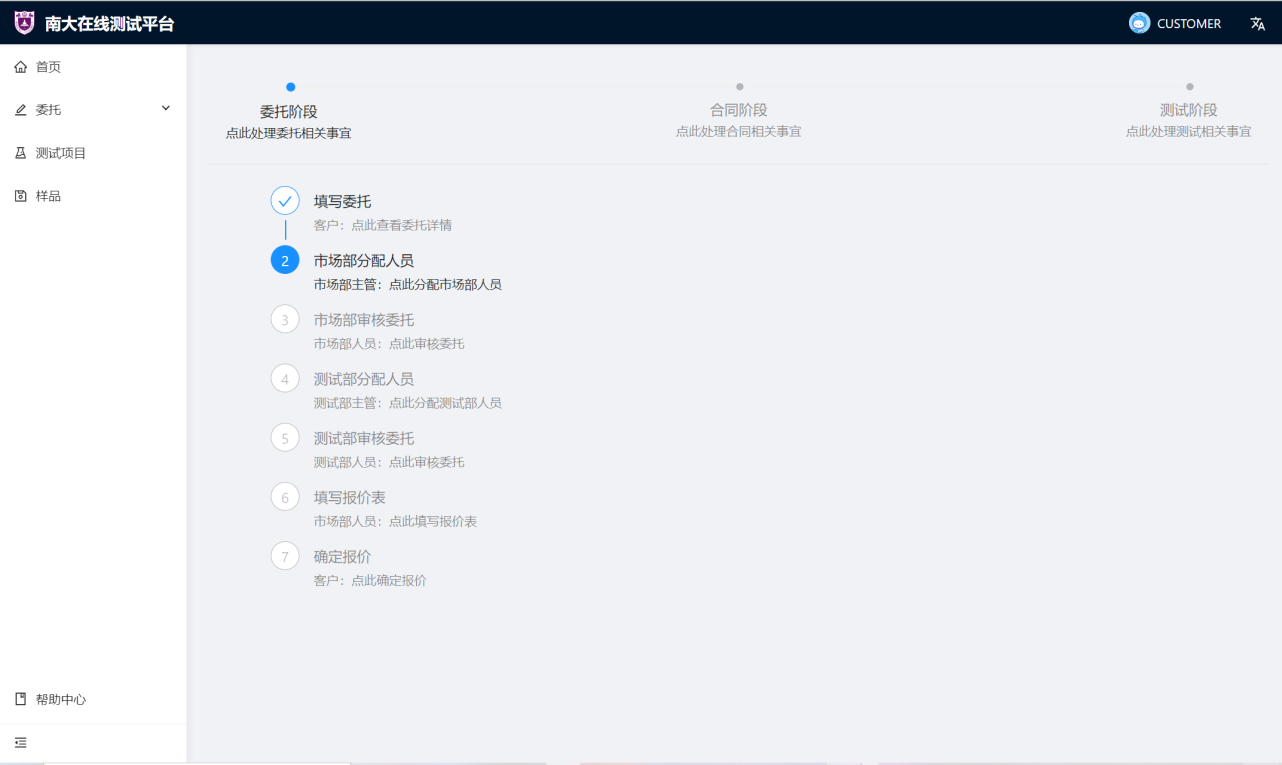 南大在线测试平台
CUSTOMER
首页
委托
测试项目
样品
帮助中心
委托阶段
点此处理委托相关事宜
合同阶段
点此处理合同相关事宜
测试阶段
点此处理测试相关事宜
填写委托
客户：点此查看委托详情
2
市场部分配人员
市场部主管：点此分配市场部人员
3
市场部审核委托
市场部人员：点此审核委托
4
测试部分配人员
测试部主管：点此分配测试部人员
5
测试部审核委托
测试部人员：点此审核委托
6
填写报价表
市场部人员：点此填写报价表
7
确定报价
客户：点此确定报价